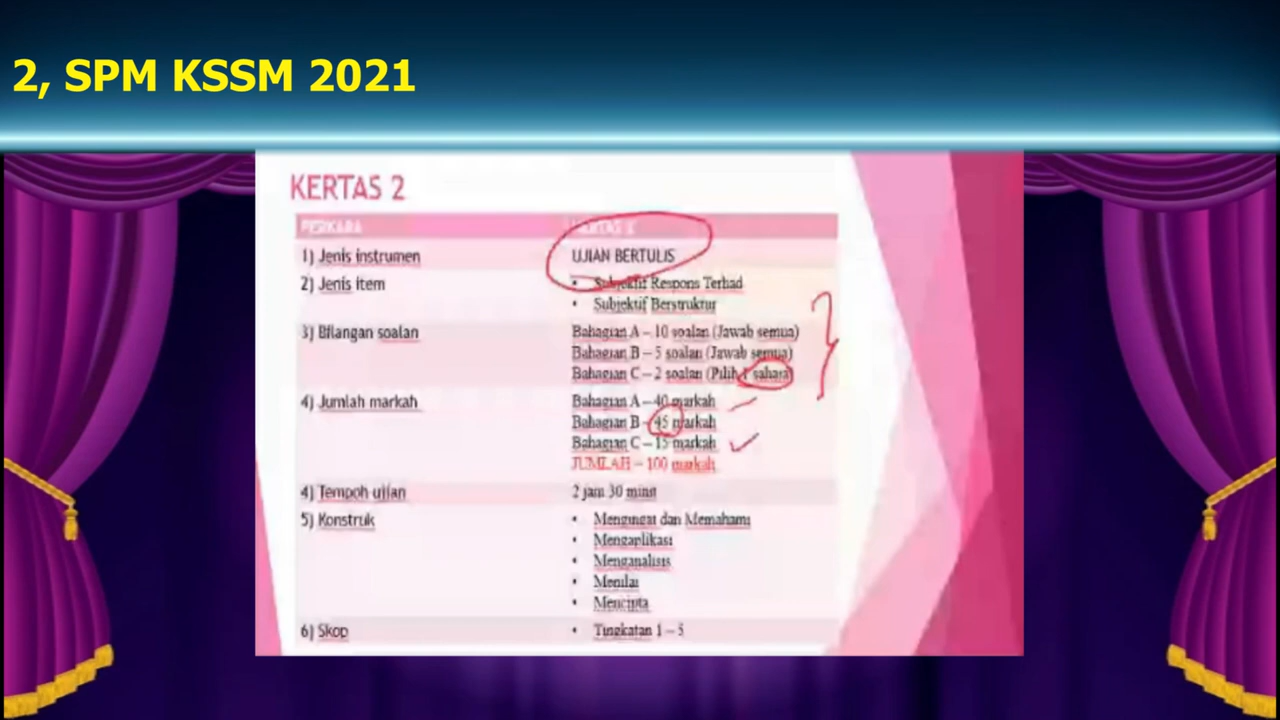 2, SPM KSSM 2021
KERTAS 2
PERKARA KERTAS 2
1) Jenis instrumen UJIAN BERTULIS
2) Jenis item • Subjektif Respons Terhad
• Subjektif Berstruktur
3) Bilangan soalan Bahagian A – 10 soalan (Jawab semua)
Bahagian B – 5 soalan (Jawab semua)
Bahagian C – 2 soalan (Pilih 1 sahaja)
4) Jumlah markah Bahagian A – 40 markah
Bahagian B – 45 markah
Bahagian C – 15 markah
JUMLAH – 100 markah
4) Tempoh ujian 2 jam 30 minit
5) Konstruk • Mengingat dan Memahami
• Mengaplikasi
• Menganalisis
• Menilai
• Mencipta
6) Skop • Tingkatan 1 – 5